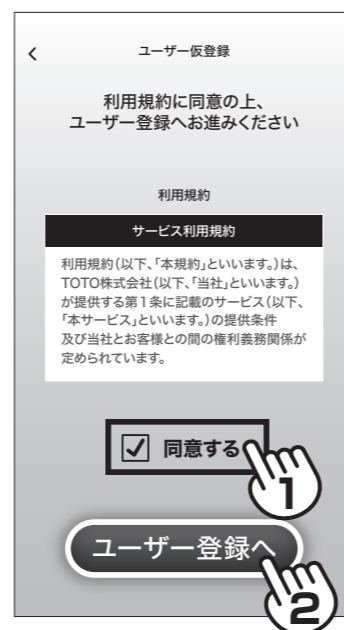 ユーザー仮登録
利用規約に同意の上、
ユーザー登録へお進みください
利用規約
サービス利用規約
利用規約(以下、「本規約」といいます。)は、
TOTO株式会社(以下、「当社」といいます。)
が提供する第1条に記載のサービス(以下、
「本サービス」といいます。)の提供条件
及び当社とお客様との間の権利義務関係が
定められています。
同意する
1
ユーザー登録へ
2